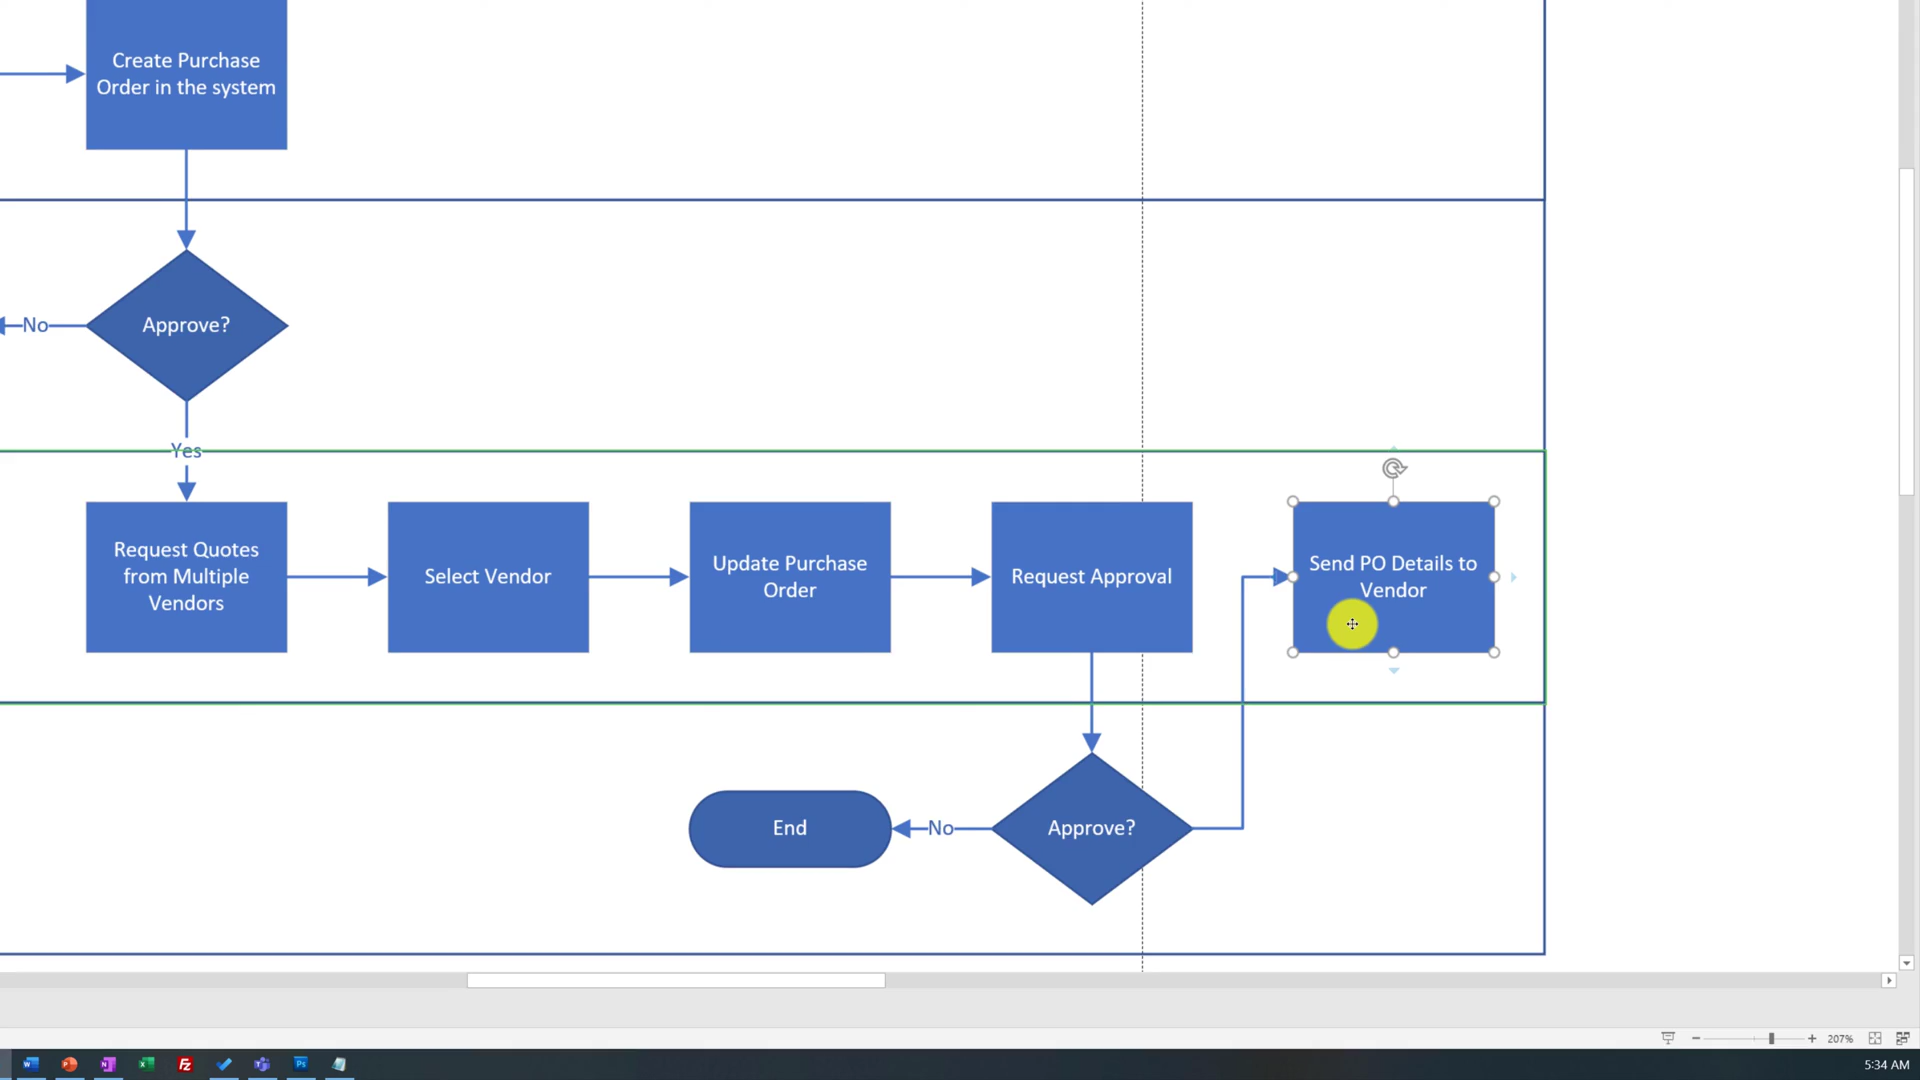 Create Purchase
Order in the system
No
Approve?
Yes
Request Quotes
from Multiple
Vendors
Select Vendor
Update Purchase
Order
Request Approval
Send PO Details to
Vendor
End
No
Approve?
207%
5:34 AM